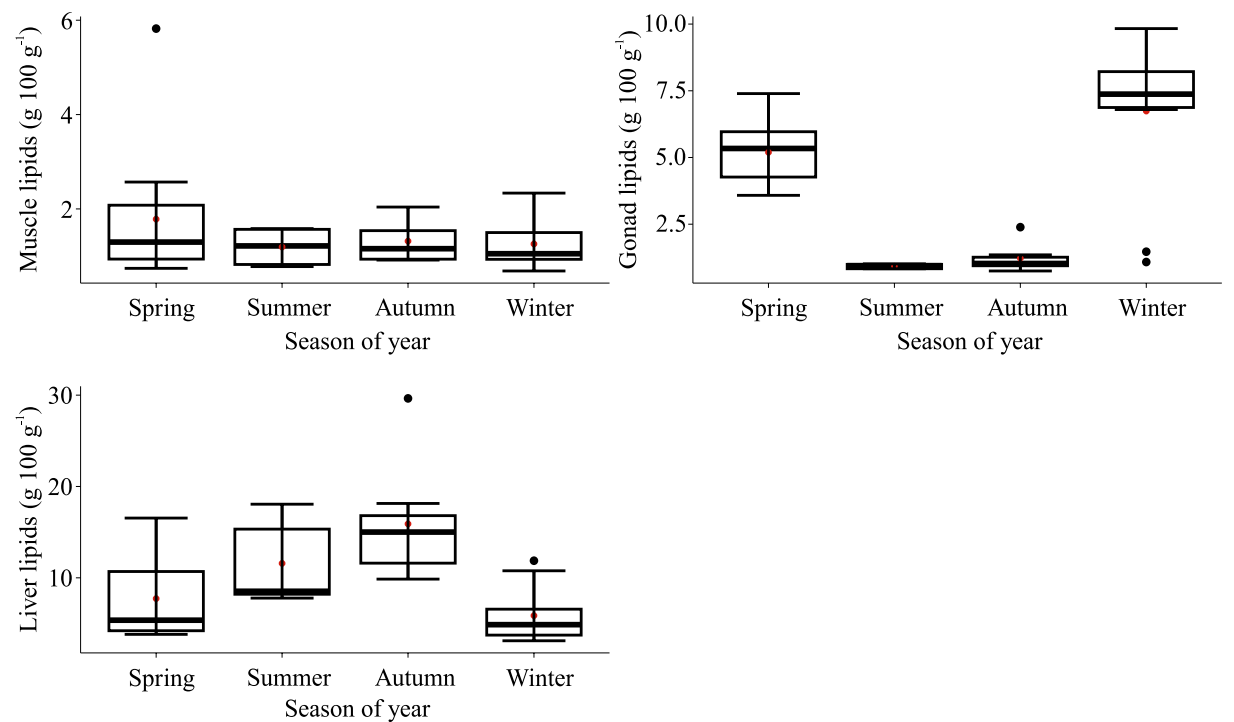 Muscle lipids (g 100 g⁻¹)
6
4
2
Spring Summer Autumn Winter
Season of year
Gonad lipids (g 100 g⁻¹)
10.0
7.5
5.0
2.5
Spring Summer Autumn Winter
Season of year
Liver lipids (g 100 g⁻¹)
30
20
10
Spring Summer Autumn Winter
Season of year